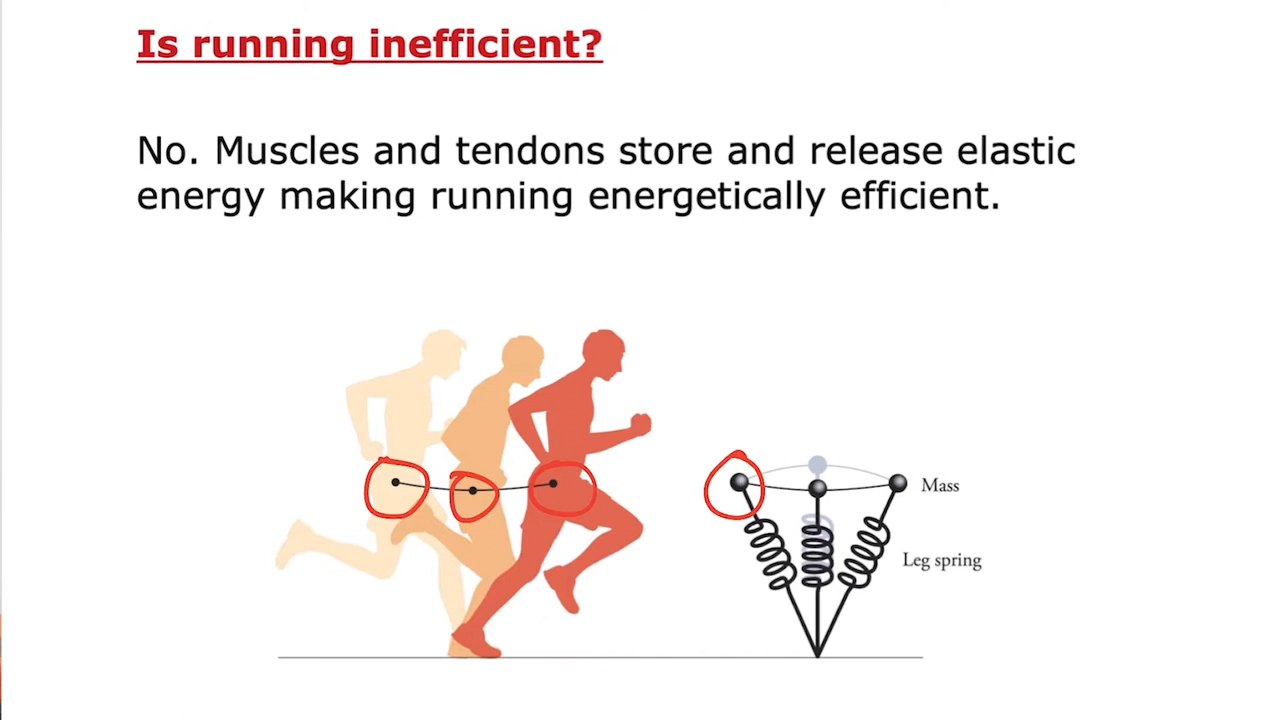 Is running inefficient?
No. Muscles and tendons store and release elastic
energy making running energetically efficient.
Mass
Leg spring